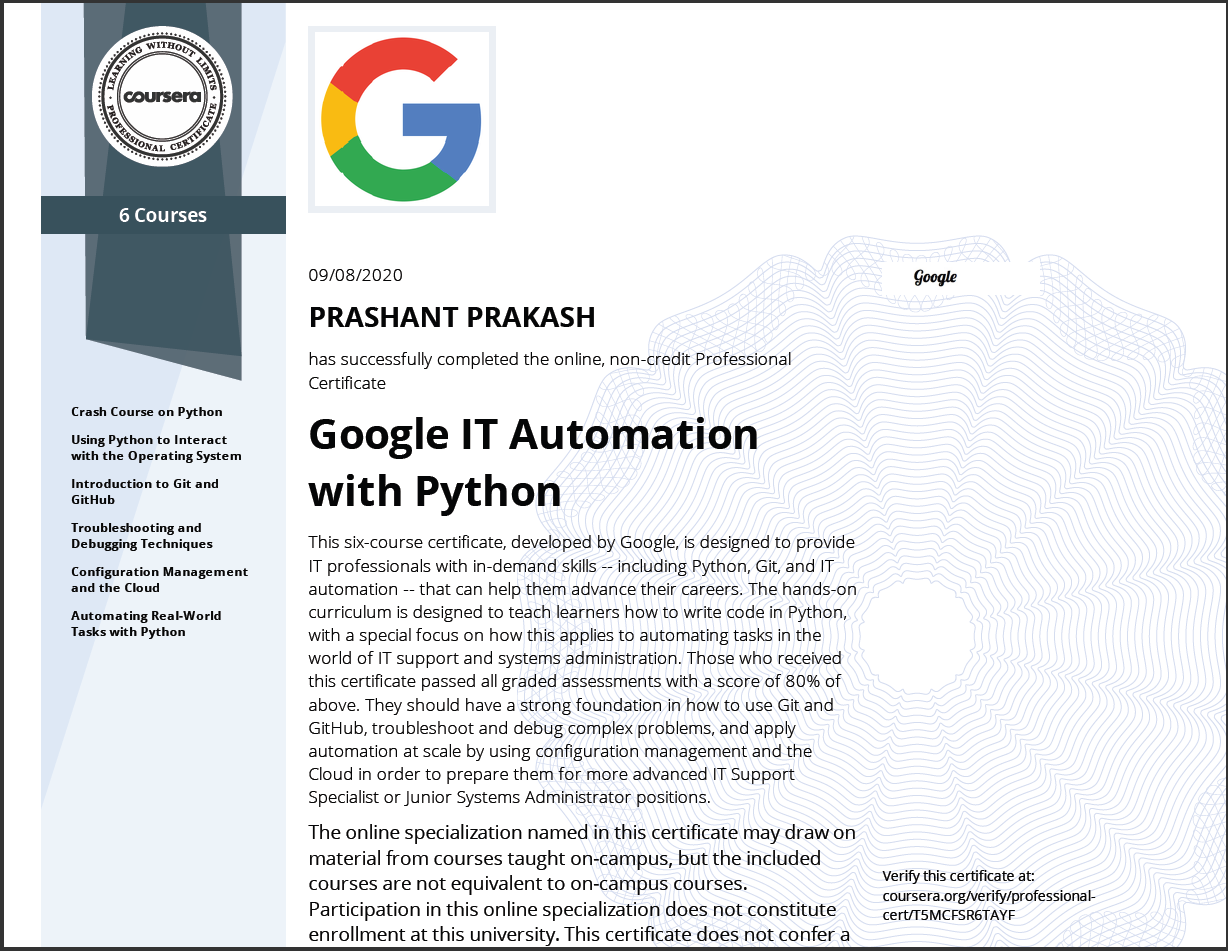 LEARNING WITHOUT LIMITS
coursera
PROFESSIONAL CERTIFICATE
6 Courses
Crash Course on Python
Using Python to Interact
with the Operating System
Introduction to Git and
GitHub
Troubleshooting and
Debugging Techniques
Configuration Management
and the Cloud
Automating Real-World
Tasks with Python
G
09/08/2020
PRASHANT PRAKASH
has successfully completed the online, non-credit Professional
Certificate
Google IT Automation
with Python
This six-course certificate, developed by Google, is designed to provide
IT professionals with in-demand skills -- including Python, Git, and IT
automation -- that can help them advance their careers. The hands-on
curriculum is designed to teach learners how to write code in Python,
with a special focus on how this applies to automating tasks in the
world of IT support and systems administration. Those who received
this certificate passed all graded assessments with a score of 80% of
above. They should have a strong foundation in how to use Git and
GitHub, troubleshoot and debug complex problems, and apply
automation at scale by using configuration management and the
Cloud in order to prepare them for more advanced IT Support
Specialist or Junior Systems Administrator positions.
The online specialization named in this certificate may draw on
material from courses taught on-campus, but the included
courses are not equivalent to on-campus courses.
Participation in this online specialization does not constitute
enrollment at this university. This certificate does not confer a
Google
Verify this certificate at:
coursera.org/verify/professional-
cert/T5MCFSR6TAYF